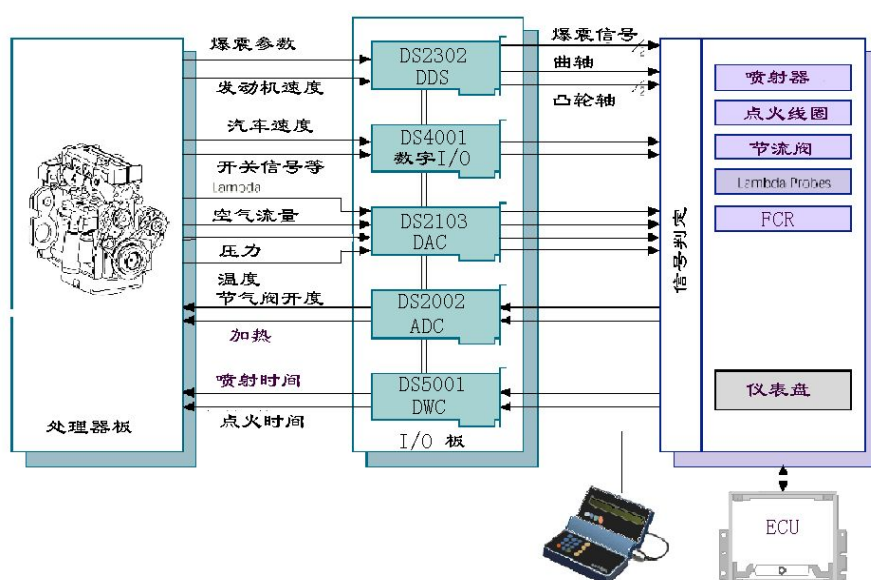 爆震参数
发动机速度
汽车速度
开关信号等
Lambda
空气流量
压力
温度
节气阀开度
加热
喷射时间
点火时间
处理器板
DS2302
DDS
DS4001
数字I/O
DS2103
DAC
DS2002
ADC
DS5001
DWC
I/O 板
爆震信号
2
曲轴
2
凸轮轴
信号判定
喷射器
点火线圈
节流阀
Lambda Probes
FCR
仪表盘
ECU